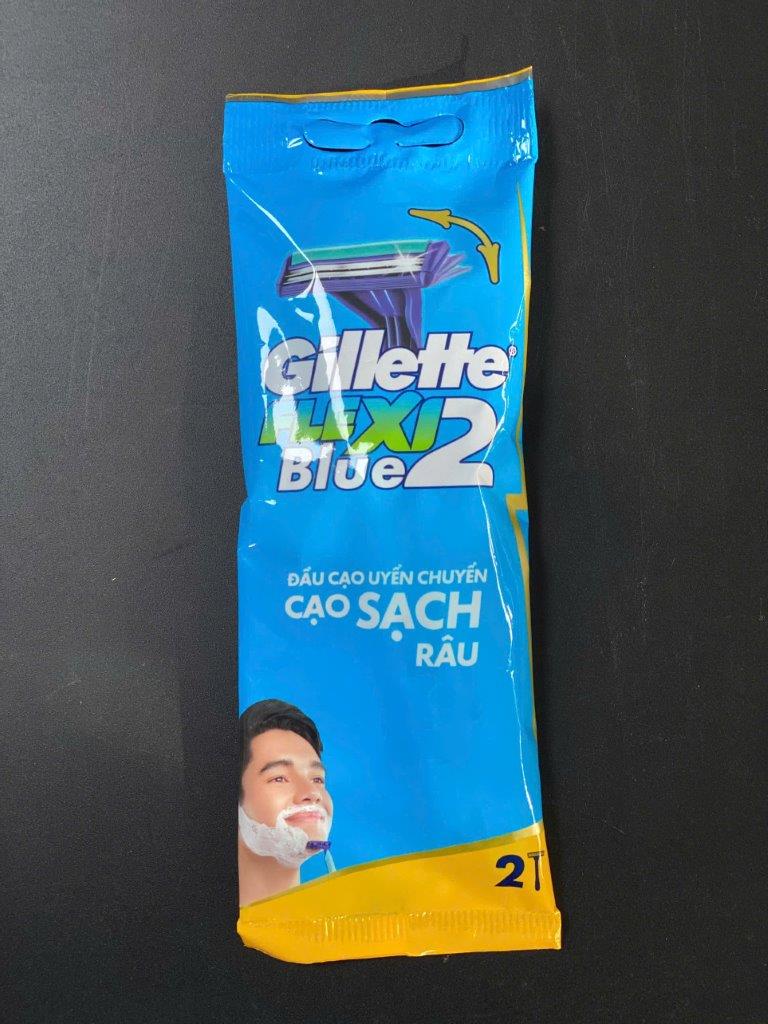 Gillette®
FLEXI
Blue2
ĐẦU CẠO UYỂN CHUYỂN
CẠO SẠCH
RÂU
2